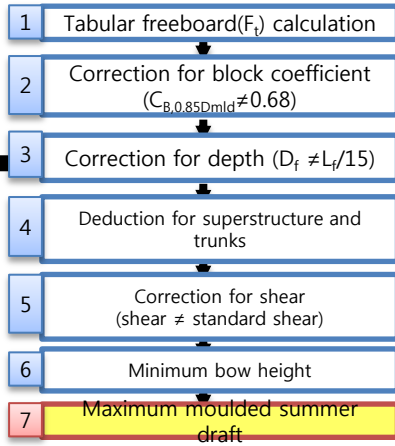 1 Tabular freeboard(Ft) calculation
2 Correction for block coefficient
(CB,0.85Dmld≠0.68)
3 Correction for depth (Df ≠Lf/15)
4 Deduction for superstructure and
trunks
5 Correction for shear
(shear ≠ standard shear)
6 Minimum bow height
7 Maximum moulded summer
draft